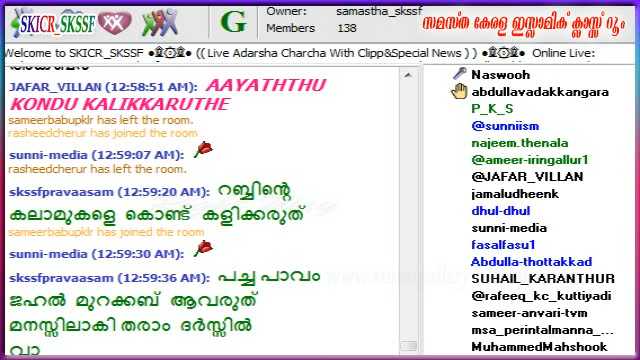 SKICR SKSSF
G
Owner: samastha_skssf
Members 138
സമസ്ത കേരള ഇസ്ലാമിക് ക്ലാസ്സ് റൂം
Welcome to SKICR_SKSSF ●๑۩๑● (( Live Adarsha Charcha With Clipp&Special News ) ) ●๑۩๑● Online Live:
JAFAR_VILLAN (12:58:51 AM): AAYATHTHU
KONDU KALIKKARUTHE
sameerbabupklr has left the room.
rasheedcherur has joined the room
sunni-media (12:59:07 AM):
rasheedcherur has left the room.
skssfpravaasam (12:59:20 AM): റബ്ബിന്റെ
കലാമുകളെ കൊണ്ട് കളിക്കരുത്
sameerbabupklr has joined the room
sunni-media (12:59:30 AM):
skssfpravaasam (12:59:36 AM): പച്ച പാവം
ജഹൽ മുറക്കബ് ആവരുത്
മനസ്സിലാകി തരാം ദർസ്സിൽ
വാ
Naswooh
abdullavadakkangara
P_K_S
@sunniism
najeem.thenala
@ameer-iringallur1
@JAFAR_VILLAN
jamaludheenk
dhul-dhul
sunni-media
fasalfasu1
Abdulla-thottakkad
SUHAIL_KARANTHUR
@rafeeq_kc_kuttiyadi
sameer-anvari-tvm
msa_perintalmanna_...
MuhammedMahshook